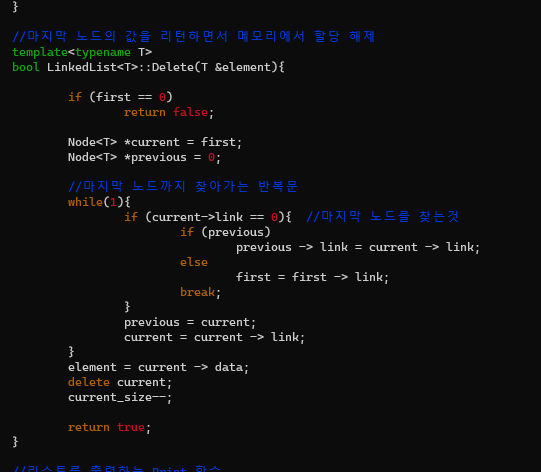 }
//마지막 노드의 값을 리턴하면서 메모리에서 할당 해제
template<typename T>
bool LinkedList<T>::Delete(T &element){
if (first == 0)
return false;
Node<T> *current = first;
Node<T> *previous = 0;
//마지막 노드까지 찾아가는 반복문
while(1){
if (current->link == 0){  //마지막 노드를 찾는것
if (previous)
previous -> link = current -> link;
else
first = first -> link;
break;
}
previous = current;
current = current -> link;
}
element = current -> data;
delete current;
current_size--;
return true;
}
//리스트를 출력하는 Print 함수